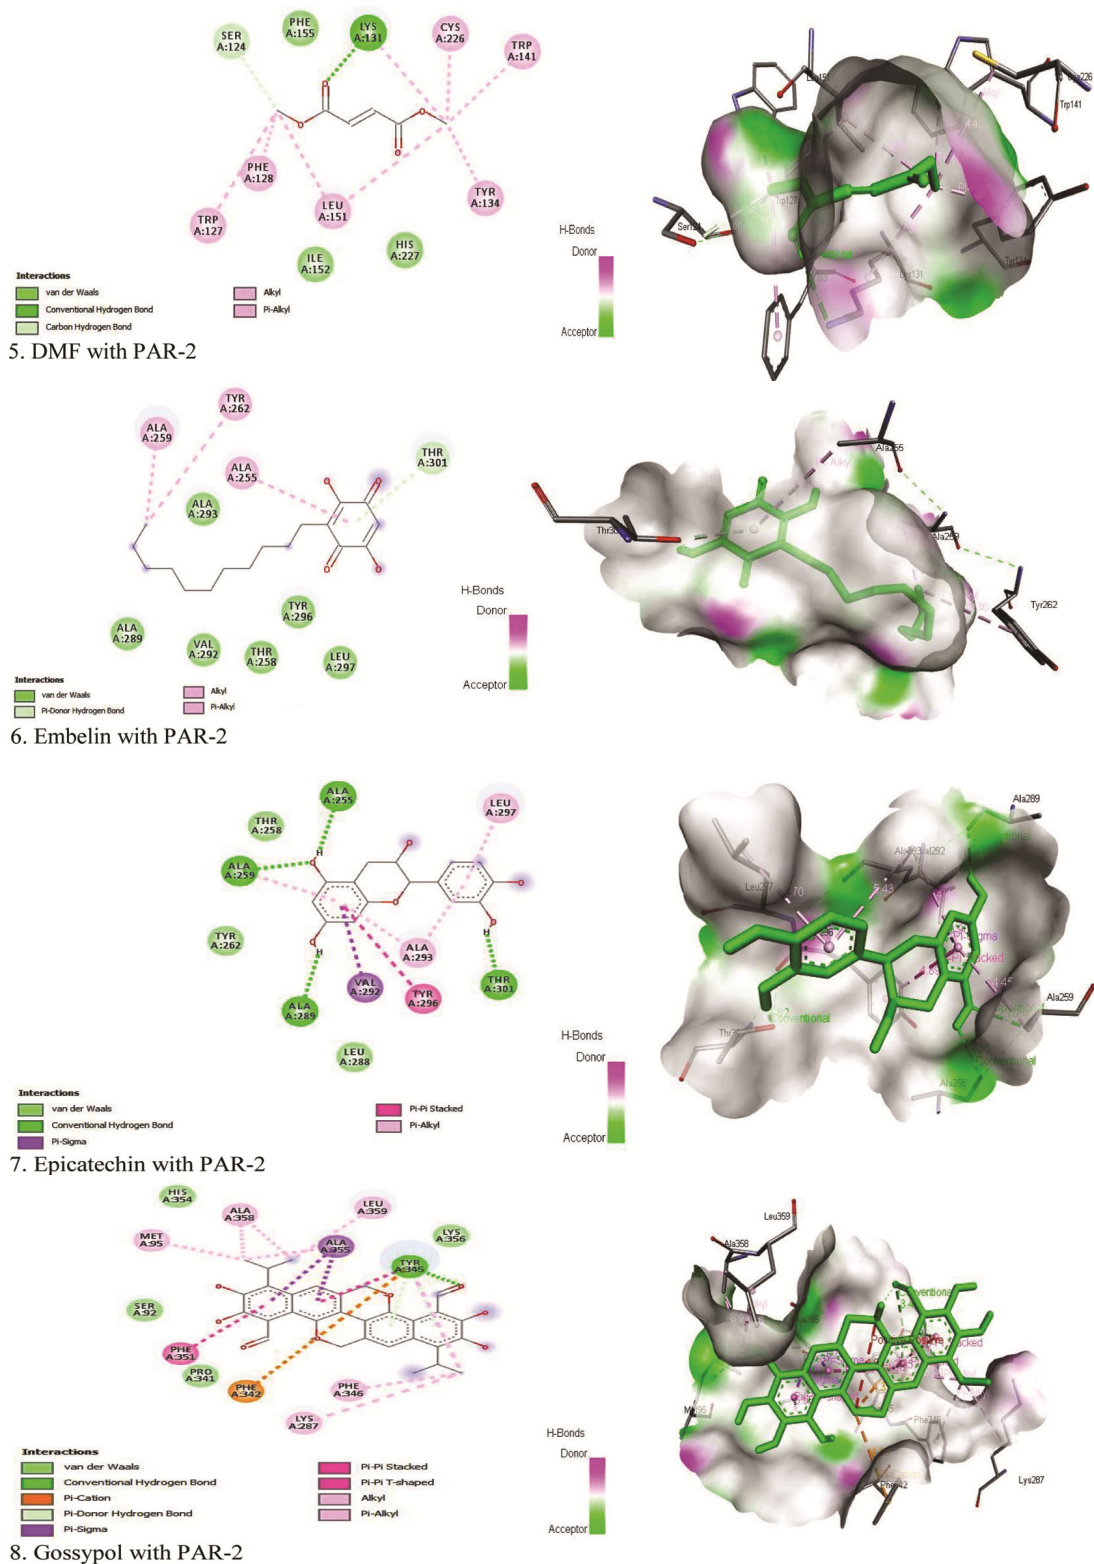 SER
A:124
PHE
A:155
LYS
A:131
CYS
A:226
TRP
A:141
PHE
A:128
TRP
A:127
LEU
A:151
TYR
A:134
ILE
A:152
HIS
A:227
Trp141
Interactions
van der Waals
Conventional Hydrogen Bond
Carbon Hydrogen Bond
Alkyl
Pi-Alkyl
H-Bonds
Donor
Acceptor
5. DMF with PAR-2
ALA
A:259
TYR
A:262
ALA
A:255
THR
A:301
ALA
A:293
ALA
A:289
VAL
A:292
THR
A:258
TYR
A:296
LEU
A:297
Ala255
Tyr262
Interactions
van der Waals
Pi-Donor Hydrogen Bond
Alkyl
Pi-Alkyl
H-Bonds
Donor
Acceptor
6. Embelin with PAR-2
ALA
A:255
THR
A:258
ALA
A:259
LEU
A:297
TYR
A:262
ALA
A:293
VAL
A:292
TYR
A:296
THR
A:301
ALA
A:289
LEU
A:288
Ala289
5.43
Ala259
Conventional
Interactions
van der Waals
Conventional Hydrogen Bond
Pi-Sigma
Pi-Pi Stacked
Pi-Alkyl
H-Bonds
Donor
Acceptor
7. Epicatechin with PAR-2
HIS
A:354
ALA
A:358
LEU
A:359
MET
A:95
ALA
A:355
LYS
A:356
TYR
A:345
SER
A:92
PHE
A:351
PRO
A:341
PHE
A:342
PHE
A:346
LYS
A:287
Leu359
Ala358
Lys287
Interactions
van der Waals
Conventional Hydrogen Bond
Pi-Cation
Pi-Donor Hydrogen Bond
Pi-Sigma
Pi-Pi Stacked
Pi-Pi T-shaped
Alkyl
Pi-Alkyl
H-Bonds
Donor
Acceptor
8. Gossypol with PAR-2